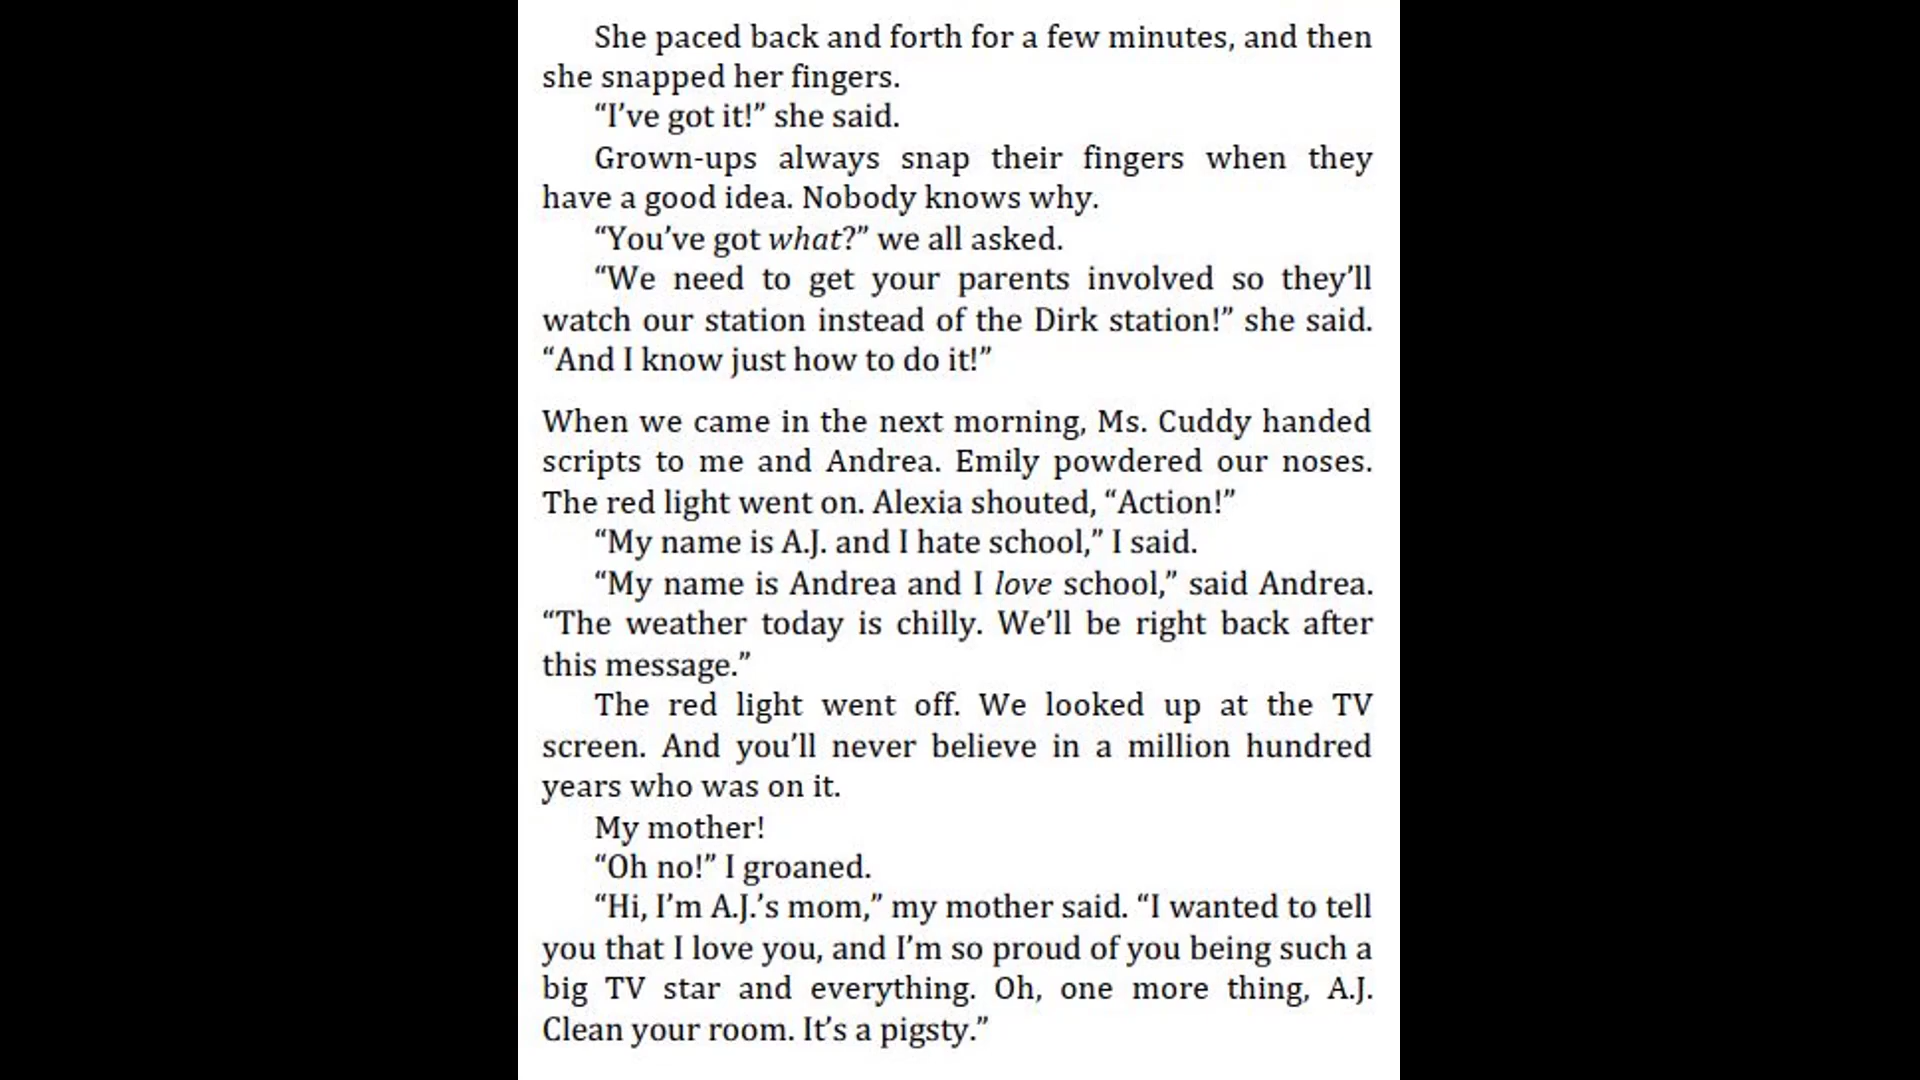 She paced back and forth for a few minutes, and then
she snapped her fingers.
“I’ve got it!” she said.
Grown-ups always snap their fingers when they
have a good idea. Nobody knows why.
“You’ve got what?” we all asked.
“We need to get your parents involved so they’ll
watch our station instead of the Dirk station!” she said.
“And I know just how to do it!”
When we came in the next morning, Ms. Cuddy handed
scripts to me and Andrea. Emily powdered our noses.
The red light went on. Alexia shouted, “Action!”
“My name is A.J. and I hate school,” I said.
“My name is Andrea and I love school,” said Andrea.
“The weather today is chilly. We’ll be right back after
this message.”
The red light went off. We looked up at the TV
screen. And you’ll never believe in a million hundred
years who was on it.
My mother!
“Oh no!” I groaned.
“Hi, I’m A.J.’s mom,” my mother said. “I wanted to tell
you that I love you, and I’m so proud of you being such a
big TV star and everything. Oh, one more thing, A.J.
Clean your room. It’s a pigsty.”